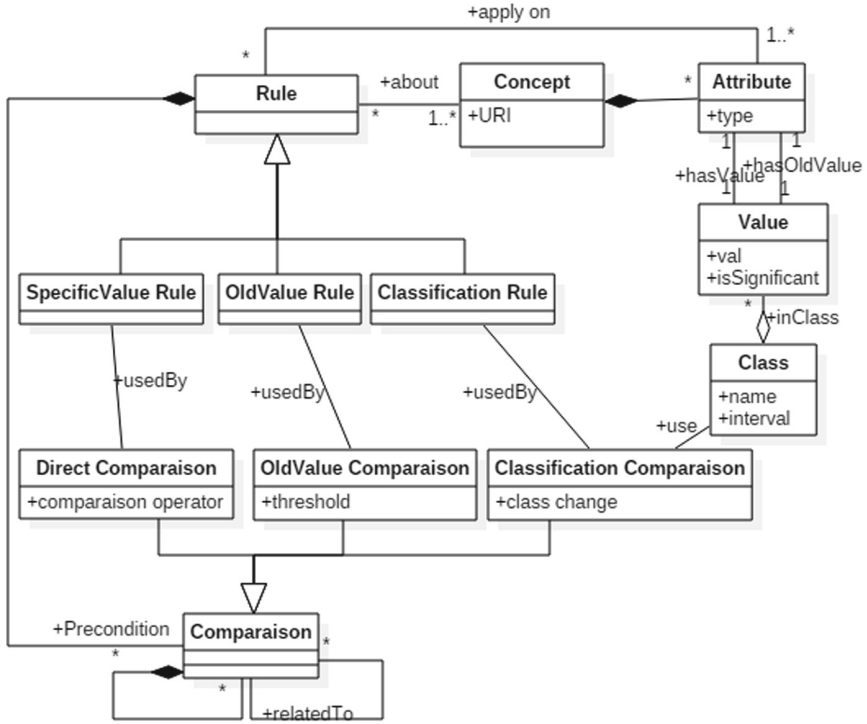 +apply on
*
1..*
Rule
+about
*
1..*
Concept
+URI
*
Attribute
+type
1
1
+hasValue
+hasOldValue
1
1
Value
+val
+isSignificant
*
+inClass
SpecificValue Rule
OldValue Rule
Classification Rule
Class
+name
+interval
+usedBy
+usedBy
+usedBy
+use
Direct Comparaison
+comparaison operator
OldValue Comparaison
+threshold
Classification Comparaison
+class change
+Precondition
*
Comparaison
*
*
+relatedTo